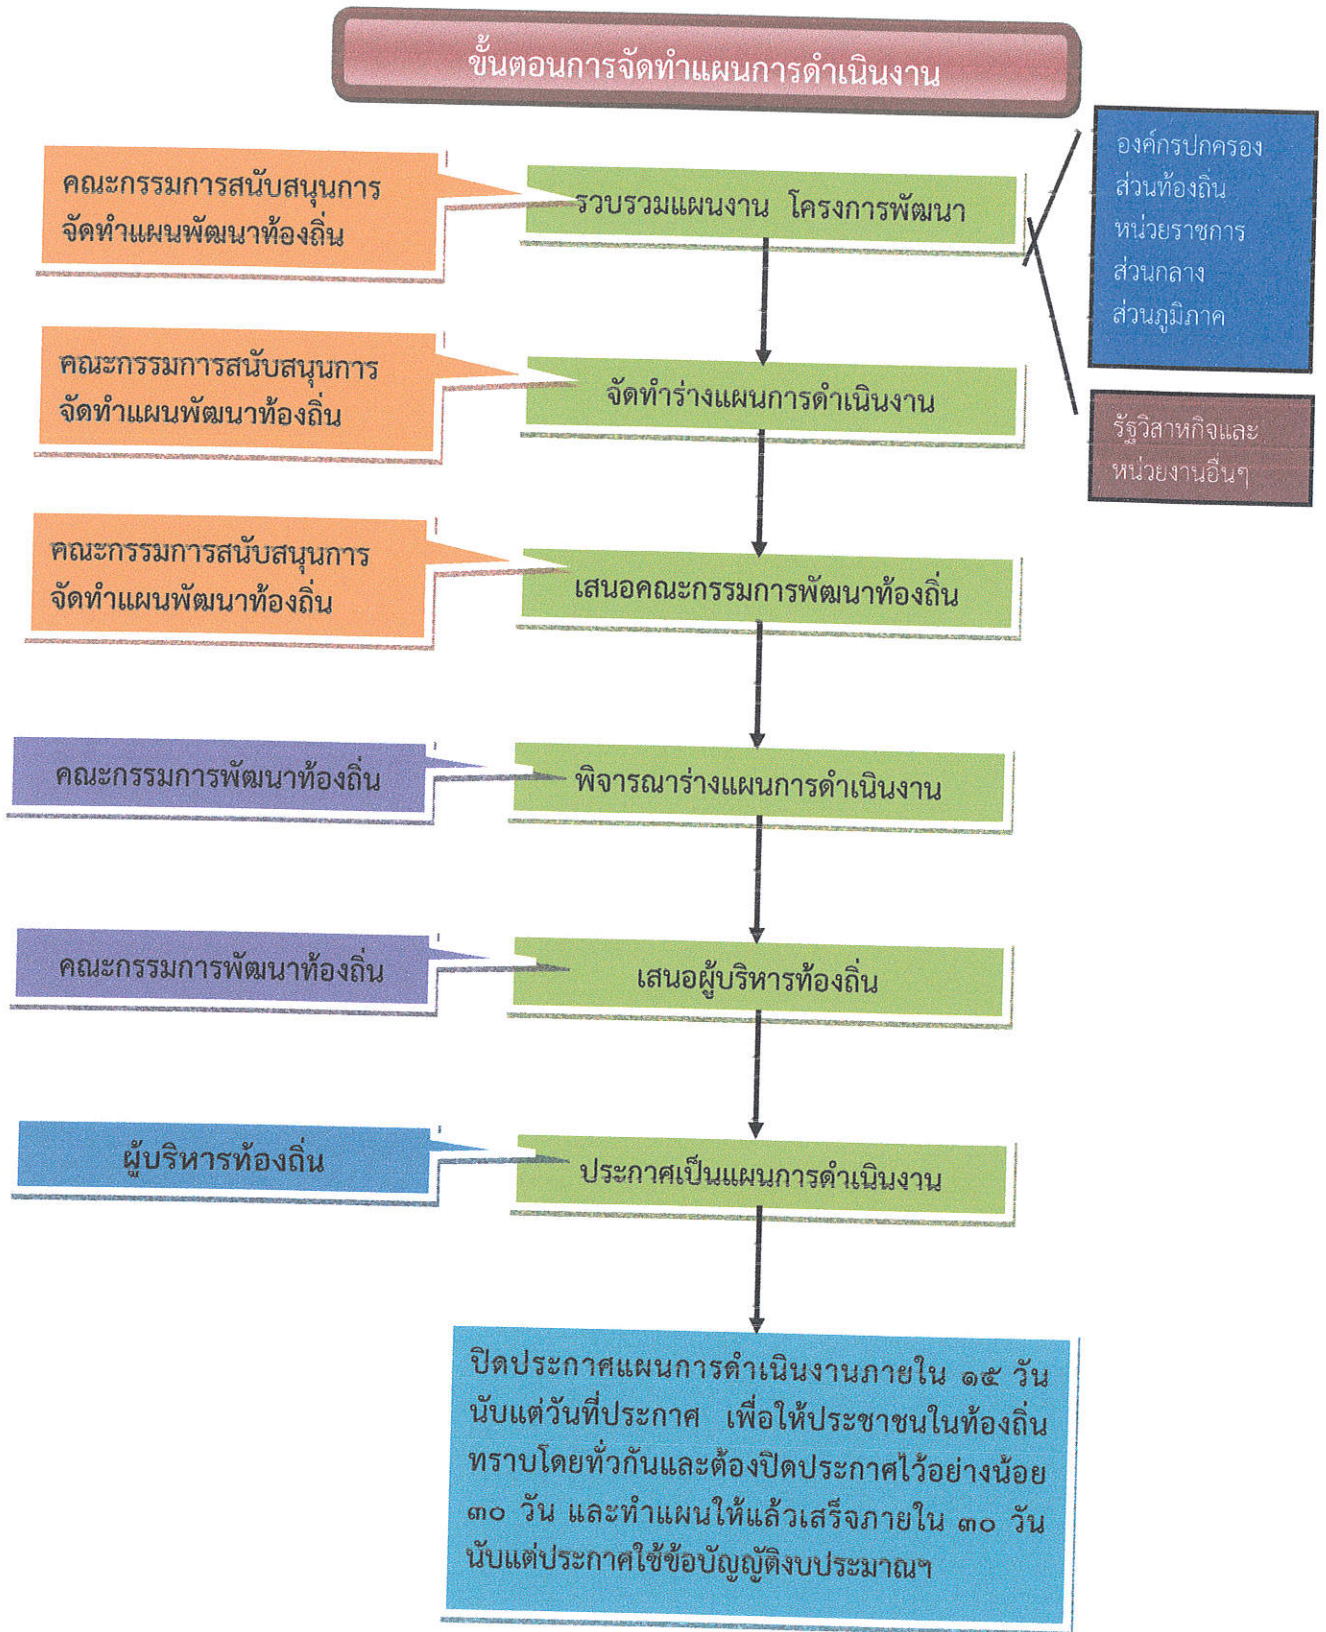 ขั้นตอนการจัดทำแผนการดำเนินงาน
คณะกรรมการสนับสนุนการ
จัดทำแผนพัฒนาท้องถิ่น
รวบรวมแผนงาน โครงการพัฒนา
องค์กรปกครอง
ส่วนท้องถิ่น
หน่วยราชการ
ส่วนกลาง
ส่วนภูมิภาค
คณะกรรมการสนับสนุนการ
จัดทำแผนพัฒนาท้องถิ่น
จัดทำร่างแผนการดำเนินงาน
รัฐวิสาหกิจและ
หน่วยงานอื่นๆ
คณะกรรมการสนับสนุนการ
จัดทำแผนพัฒนาท้องถิ่น
เสนอคณะกรรมการพัฒนาท้องถิ่น
คณะกรรมการพัฒนาท้องถิ่น
พิจารณาร่างแผนการดำเนินงาน
คณะกรรมการพัฒนาท้องถิ่น
เสนอผู้บริหารท้องถิ่น
ผู้บริหารท้องถิ่น
ประกาศเป็นแผนการดำเนินงาน
ปิดประกาศแผนการดำเนินงานภายใน ๑๕ วัน
นับแต่วันที่ประกาศ เพื่อให้ประชาชนในท้องถิ่น
ทราบโดยทั่วกันและต้องปิดประกาศไว้อย่างน้อย
๓๐ วัน และทำแผนให้แล้วเสร็จภายใน ๓๐ วัน
นับแต่ประกาศใช้ข้อบัญญัติงบประมาณฯ